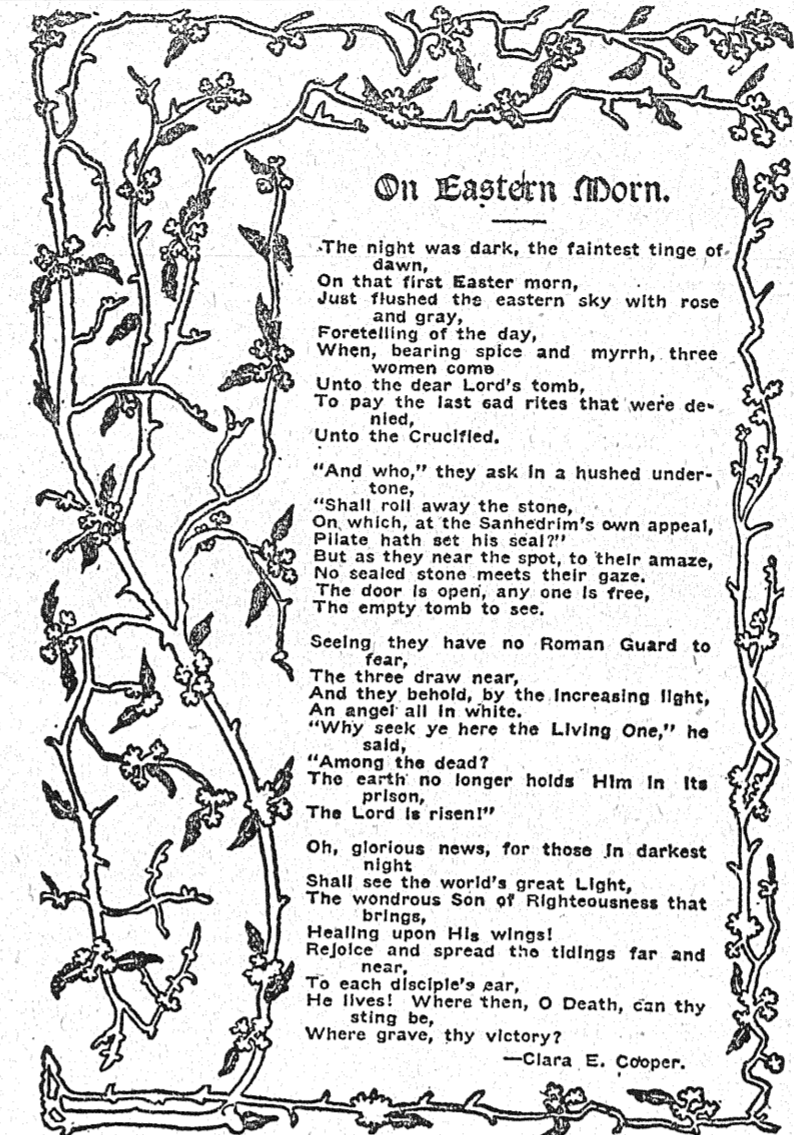 On Eastern Morn.
The night was dark, the faintest tinge of
dawn,
On that first Easter morn,
Just flushed the eastern sky with rose
and gray,
Foretelling of the day,
When, bearing spice and myrrh, three
women come
Unto the dear Lord's tomb,
To pay the last sad rites that were de-
nied,
Unto the Crucified.
"And who," they ask in a hushed under-
tone,
"Shall roll away the stone,
On which, at the Sanhedrim's own appeal,
Pilate hath set his seal?"
But as they near the spot, to their amaze,
No sealed stone meets their gaze.
The door is open, any one is free,
The empty tomb to see.
Seeing they have no Roman Guard to
fear,
The three draw near,
And they behold, by the increasing light,
An angel all in white.
"Why seek ye here the Living One," he
said,
"Among the dead?
The earth no longer holds Him in its
prison,
The Lord is risen!"
Oh, glorious news, for those in darkest
night
Shall see the world's great Light,
The wondrous Son of Righteousness that
brings,
Healing upon His wings!
Rejoice and spread the tidings far and
near,
To each disciple's ear,
He lives! Where then, O Death, can thy
sting be,
Where grave, thy victory?
—Clara E. Cooper.